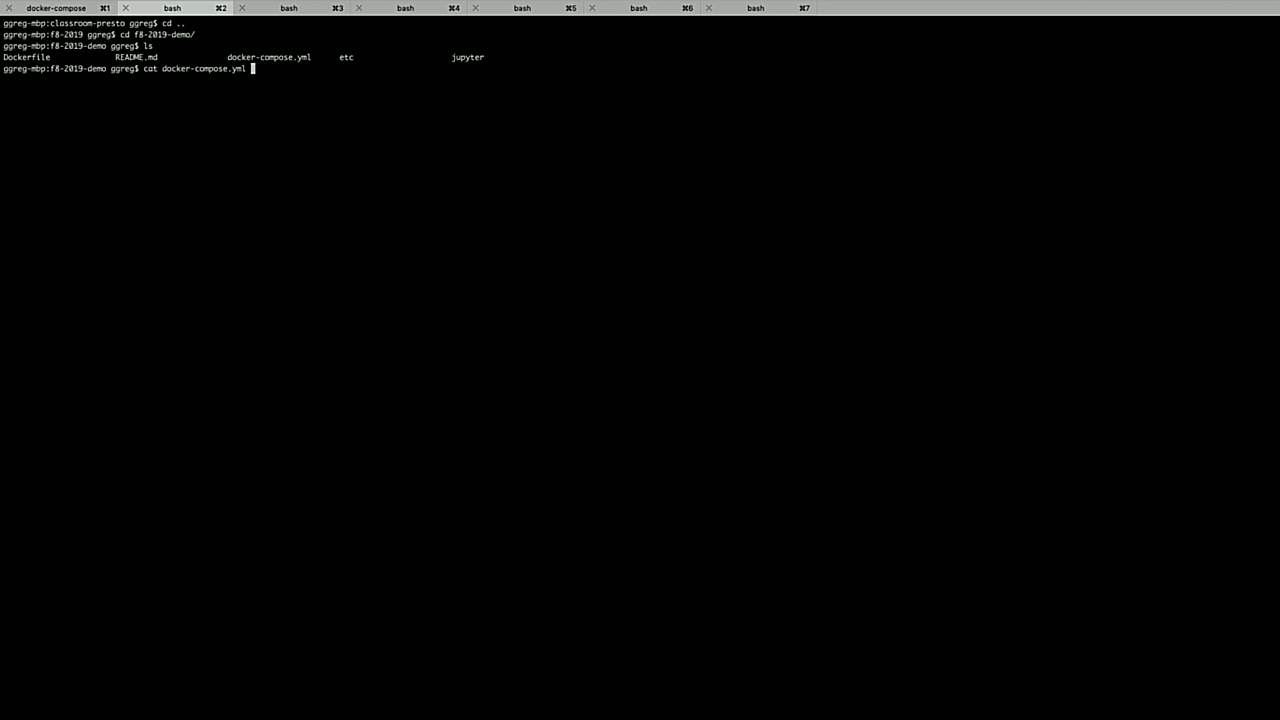 docker-compose ⌘1 bash ⌘2 bash ⌘3 bash ⌘4 bash ⌘5 bash ⌘6 bash ⌘7
ggreg-mbp:classroom-presto ggreg$ cd ..
ggreg-mbp:f8-2019 ggreg$ cd f8-2019-demo/
ggreg-mbp:f8-2019-demo ggreg$ ls
Dockerfile README.md docker-compose.yml etc jupyter
ggreg-mbp:f8-2019-demo ggreg$ cat docker-compose.yml